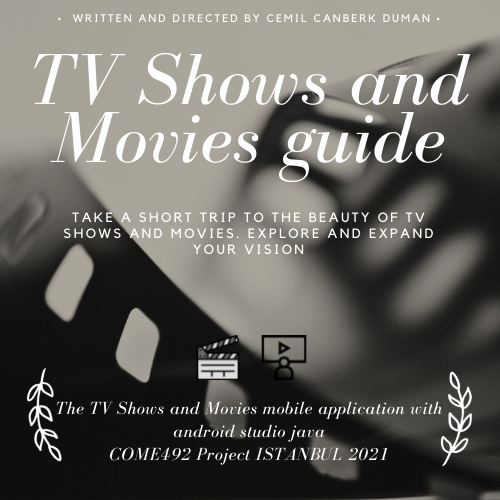 • WRITTEN AND DIRECTED BY CEMIL CANBERK DUMAN •
TV Shows and
Movies guide
TAKE A SHORT TRIP TO THE BEAUTY OF TV
SHOWS AND MOVIES. EXPLORE AND EXPAND
YOUR VISION
The TV Shows and Movies mobile application with
android studio java
COME492 Project ISTANBUL 2021